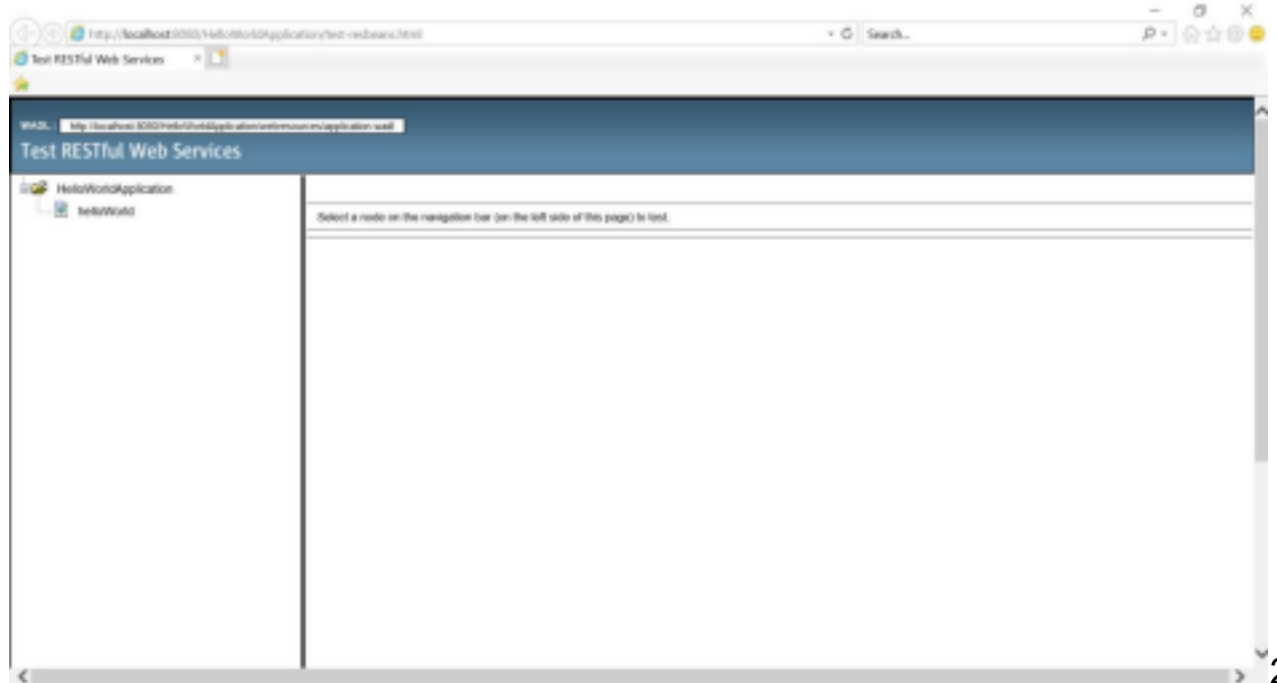 http://localhost:8080/HelloWorldApplication/test-resbeans.html
Search...
Test RESTful Web Services
WADL : http://localhost:8080/HelloWorldApplication/webresources/application.wadl
Test RESTful Web Services
HelloWorldApplication
helloWorld
Select a node on the navigation bar (on the left side of this page) to test.